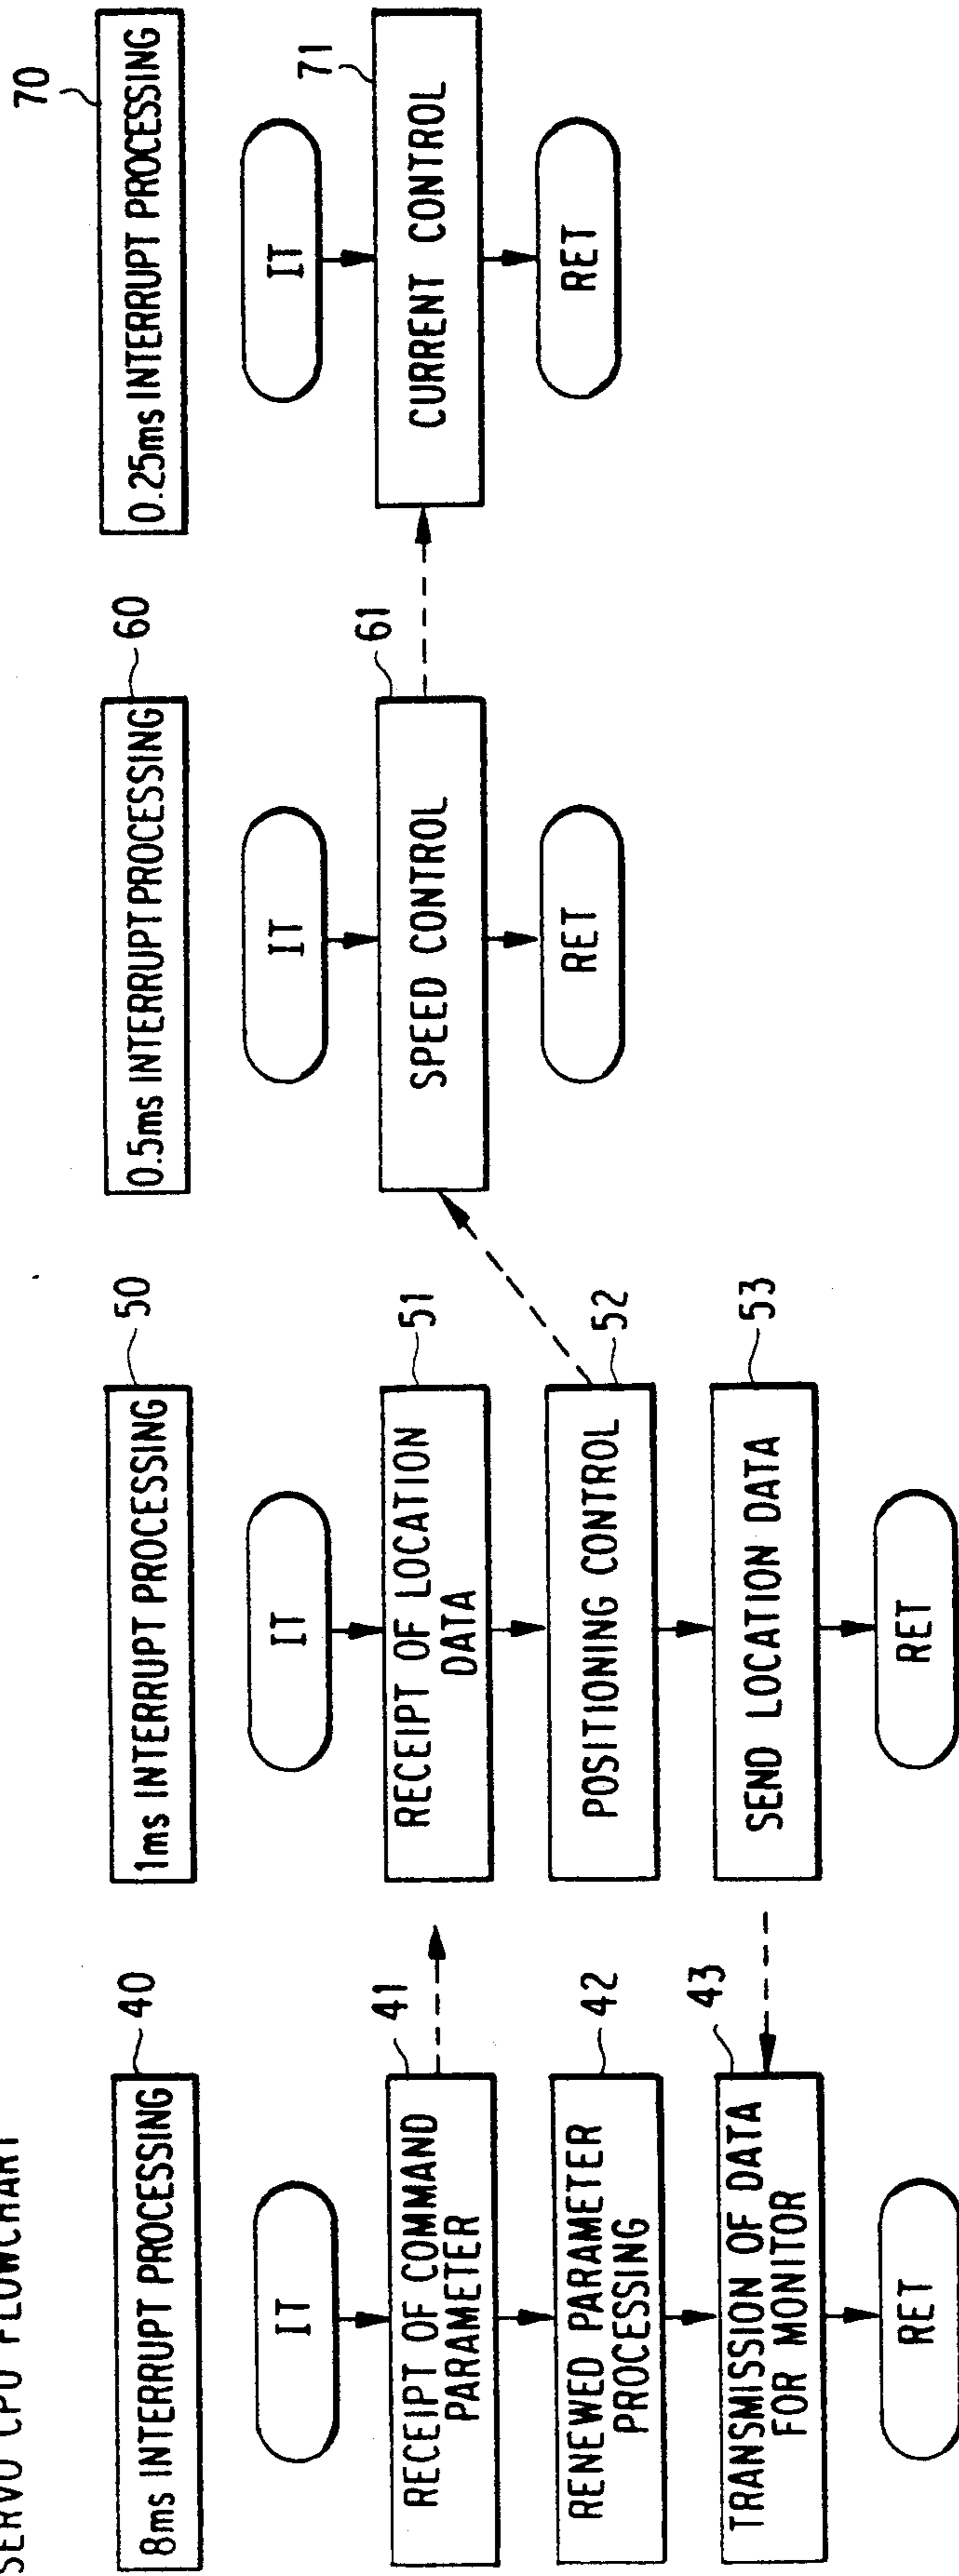 SERVO CPU FLOWCHART
8ms INTERRUPT PROCESSING
40
IT
RECEIPT OF COMMAND
PARAMETER
41
RENEWED PARAMETER
PROCESSING
42
TRANSMISSION OF DATA
FOR MONITOR
43
RET
1ms INTERRUPT PROCESSING
50
IT
RECEIPT OF LOCATION
DATA
51
POSITIONING CONTROL
52
SEND LOCATION DATA
53
RET
0.5ms INTERRUPT PROCESSING
60
IT
SPEED CONTROL
61
RET
0.25ms INTERRUPT PROCESSING
70
IT
CURRENT CONTROL
71
RET